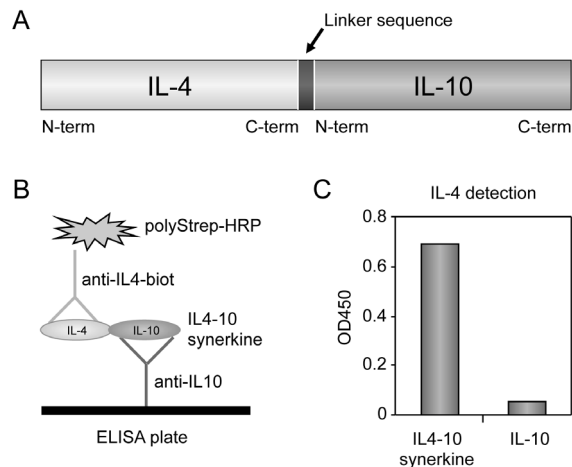 A
Linker sequence
IL-4
IL-10
N-term
C-term
N-term
C-term
B
polyStrep-HRP
anti-IL4-biot
IL-4
IL-10
IL4-10
synerkine
anti-IL10
ELISA plate
C
IL-4 detection
OD450
0.8
0.6
0.4
0.2
0
IL4-10
synerkine
IL-10